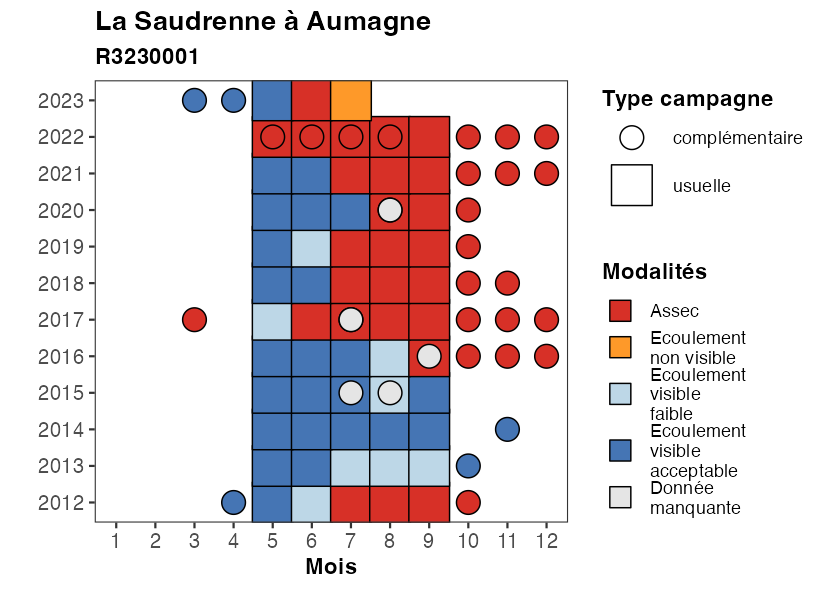 La Saudrenne à Aumagne
R3230001
2023
2022
2021
2020
2019
2018
2017
2016
2015
2014
2013
2012
1 2 3 4 5 6 7 8 9 10 11 12
Mois
Type campagne
complémentaire
usuelle
Modalités
Assec
Ecoulement
non visible
Ecoulement
visible
faible
Ecoulement
visible
acceptable
Donnée
manquante